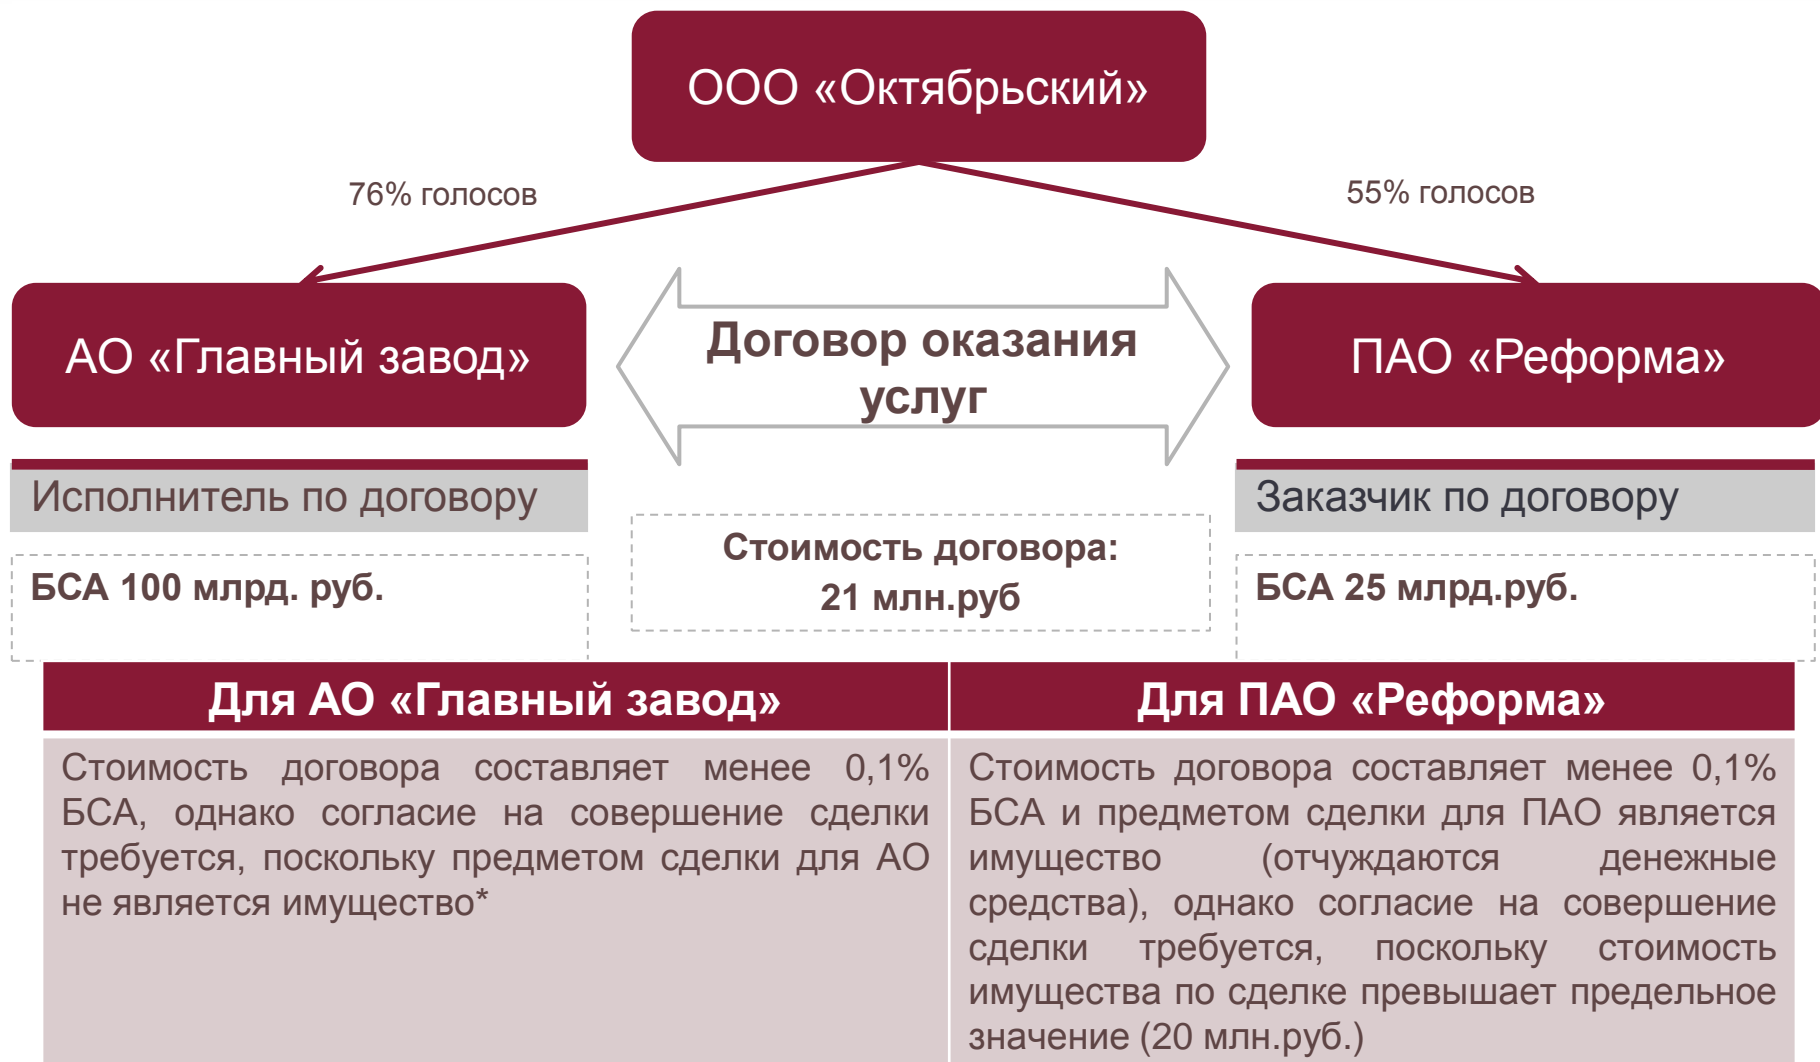 ООО «Октябрьский»
76% голосов
55% голосов
АО «Главный завод»
Договор оказания
услуг
ПАО «Реформа»
Исполнитель по договору
Заказчик по договору
БСА 100 млрд. руб.
Стоимость договора:
21 млн.руб
БСА 25 млрд.руб.
Для АО «Главный завод»
Стоимость договора составляет менее 0,1%
БСА, однако согласие на совершение сделки
требуется, поскольку предметом сделки для АО
не является имущество*
Для ПАО «Реформа»
Стоимость договора составляет менее 0,1%
БСА и предметом сделки для ПАО является
имущество (отчуждаются денежные
средства), однако согласие на совершение
сделки требуется, поскольку стоимость
имущества по сделке превышает предельное
значение (20 млн.руб.)